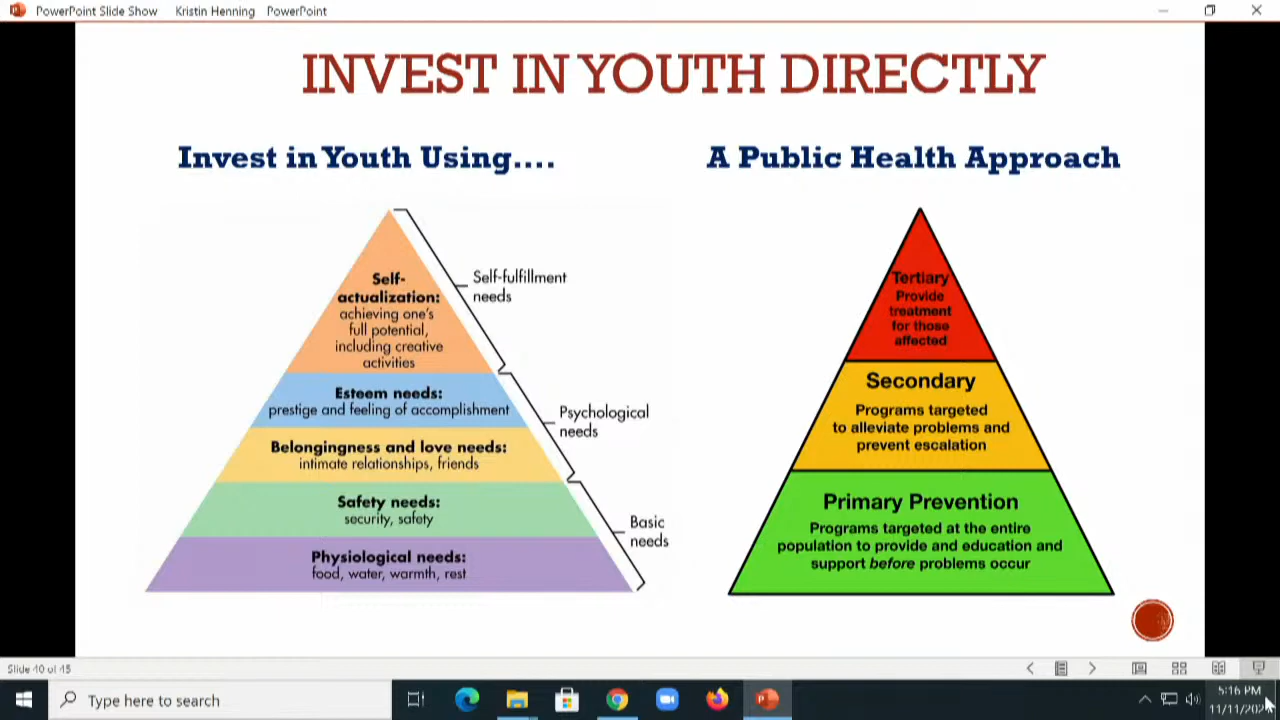 PowerPoint Slide Show Kristin Henning PowerPoint
INVEST IN YOUTH DIRECTLY
Invest in Youth Using....
Self-
actualization:
achieving one's
full potential,
including creative
activities
Self-fulfillment
needs
Esteem needs:
prestige and feeling of accomplishment
Psychological
needs
Belongingness and love needs:
intimate relationships, friends
Safety needs:
security, safety
Basic
needs
Physiological needs:
food, water, warmth, rest
A Public Health Approach
Tertiary
Provide
treatment
for those
affected
Secondary
Programs targeted
to alleviate problems and
prevent escalation
Primary Prevention
Programs targeted at the entire
population to provide and education and
support before problems occur
Slide 10 of 15
Type here to search
5:16 PM